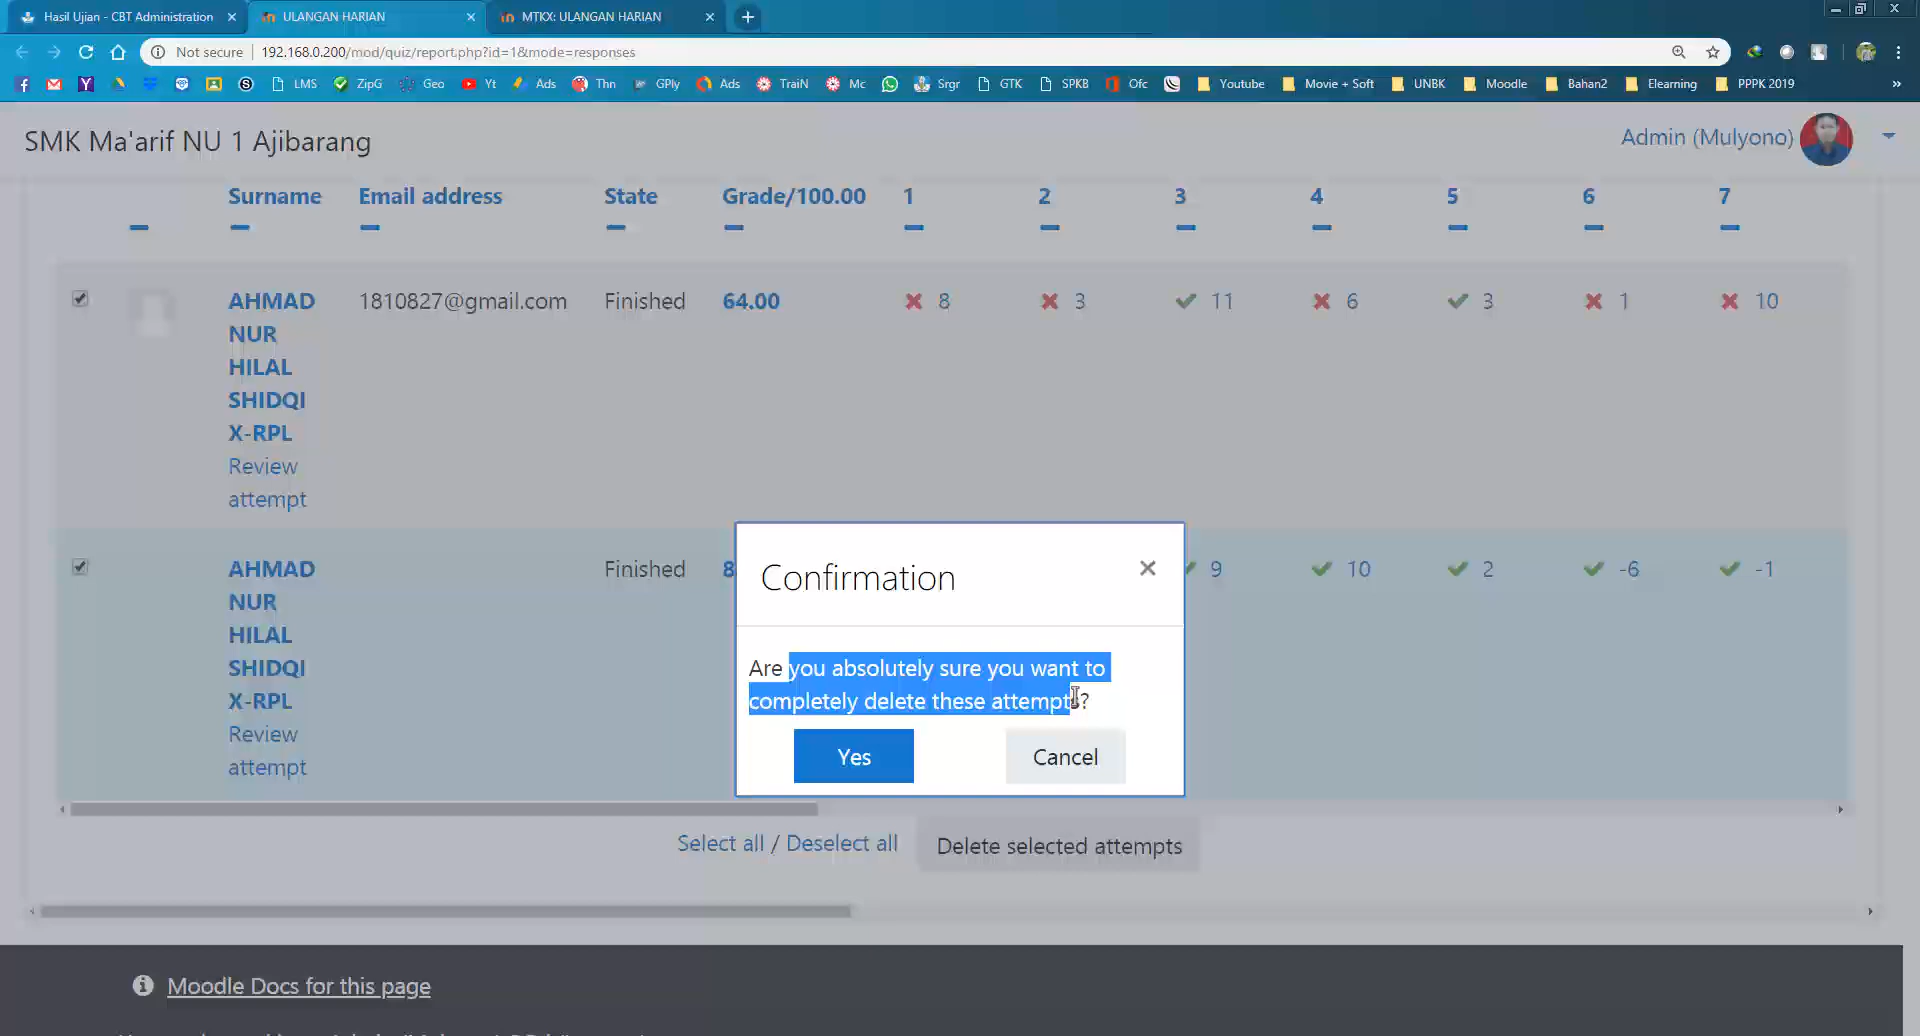 Hasil Ujian - CBT Administration
ULANGAN HARIAN
MTKX: ULANGAN HARIAN
Not secure
192.168.0.200/mod/quiz/report.php?id=1&mode=responses
LMS ZipG Geo Yt Ads Thn GPly Ads TraiN Mc Srgr GTK SPKB Ofc Youtube Movie + Soft UNBK Moodle Bahan2 Elearning PPPK 2019 »
SMK Ma'arif NU 1 Ajibarang
Admin (Mulyono)
Surname Email address State Grade/100.00 1 2 3 4 5 6 7
AHMAD 1810827@gmail.com Finished 64.00 8 3 11 6 3 1 10
NUR
HILAL
SHIDQI
X-RPL
Review
attempt
AHMAD Finished 8 9 10 2 -6 -1
NUR
HILAL
SHIDQI
X-RPL
Review
attempt
Confirmation
Are you absolutely sure you want to
completely delete these attempts?
Yes Cancel
Select all / Deselect all
Delete selected attempts
Moodle Docs for this page